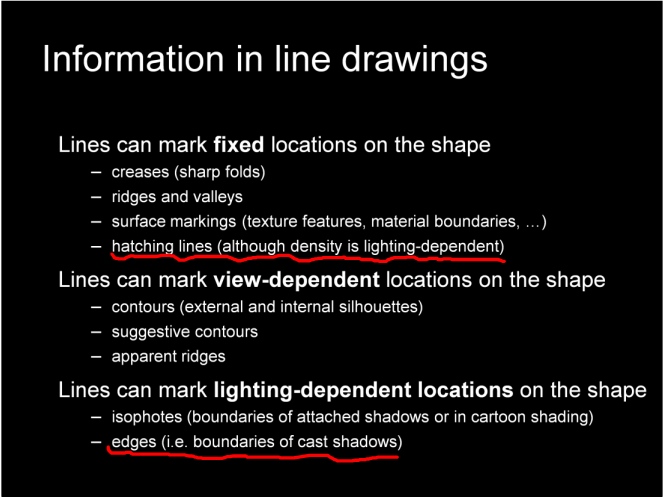 Information in line drawings
Lines can mark fixed locations on the shape
– creases (sharp folds)
– ridges and valleys
– surface markings (texture features, material boundaries, …)
– hatching lines (although density is lighting-dependent)
Lines can mark view-dependent locations on the shape
– contours (external and internal silhouettes)
– suggestive contours
– apparent ridges
Lines can mark lighting-dependent locations on the shape
– isophotes (boundaries of attached shadows or in cartoon shading)
– edges (i.e. boundaries of cast shadows)